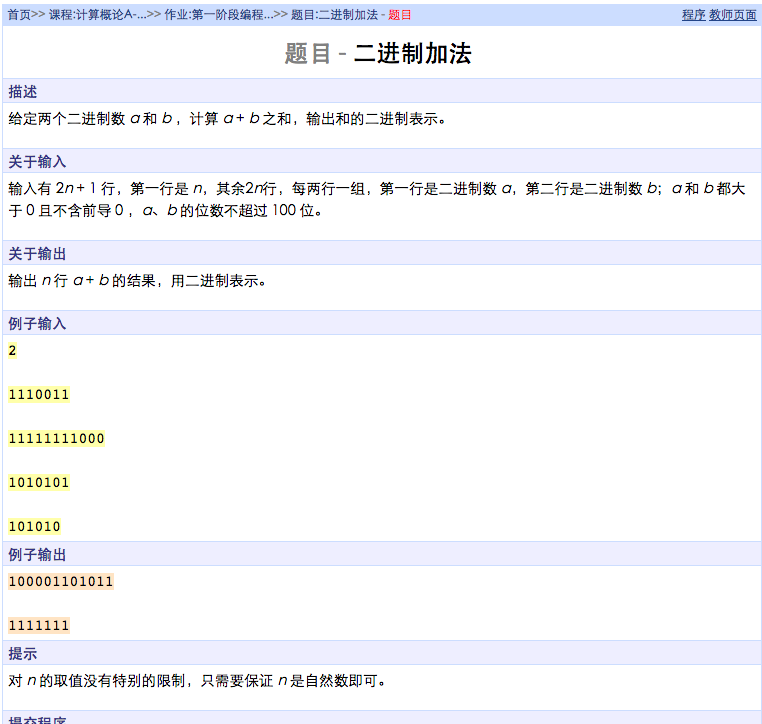 首页>> 课程:计算概论A-...>> 作业:第一阶段编程...>> 题目:二进制加法 - 题目 程序 教师页面
题目 - 二进制加法
描述
给定两个二进制数 a 和 b ，计算 a + b 之和，输出和的二进制表示。
关于输入
输入有 2n + 1 行，第一行是 n，其余2n行，每两行一组，第一行是二进制数 a，第二行是二进制数 b；a 和 b 都大
于 0 且不含前导 0 ，a、b 的位数不超过 100 位。
关于输出
输出 n 行 a + b 的结果，用二进制表示。
例子输入
2
1110011
11111111000
1010101
101010
例子输出
100001101011
1111111
提示
对 n 的取值没有特别的限制，只需要保证 n 是自然数即可。
提交程序